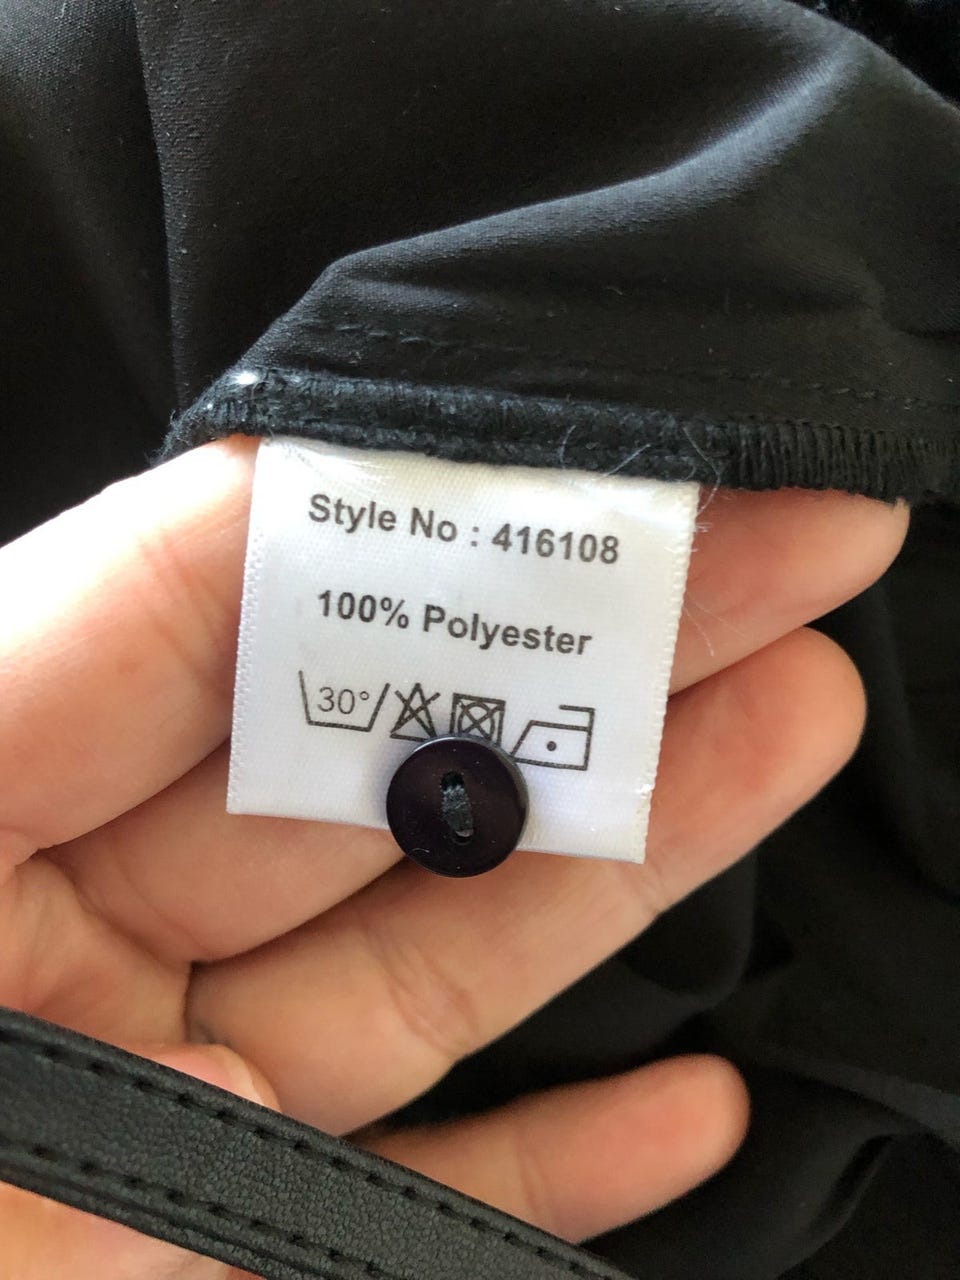 Style No : 416108
100% Polyester
30°